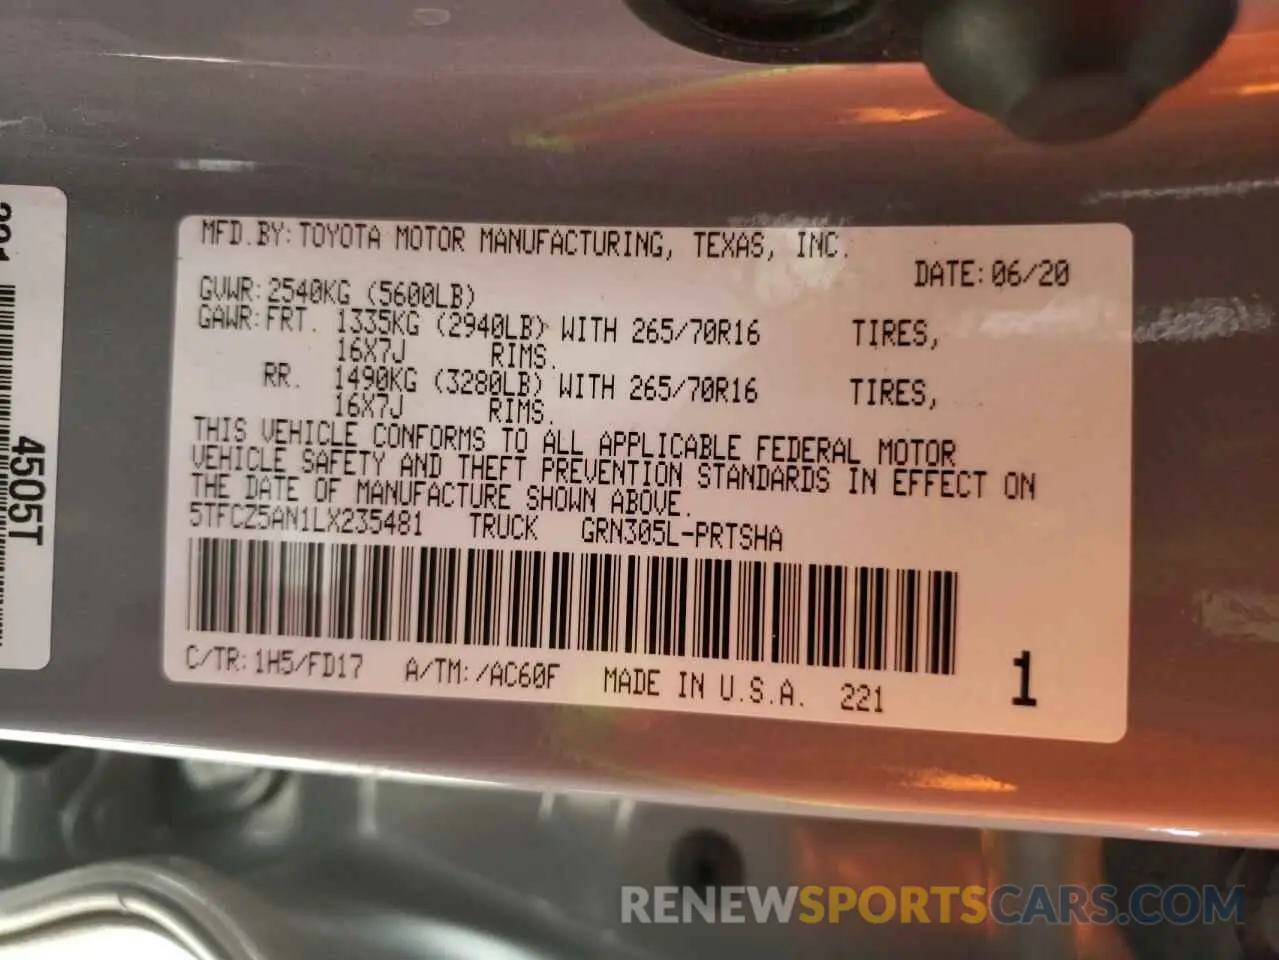 MFD.BY:TOYOTA MOTOR MANUFACTURING, TEXAS, INC.
DATE:06/20
GVWR:2540KG (5600LB)
GAWR:FRT. 1335KG (2940LB) WITH 265/70R16 TIRES,
16X7J RIMS.
RR. 1490KG (3280LB) WITH 265/70R16 TIRES,
16X7J RIMS.
THIS VEHICLE CONFORMS TO ALL APPLICABLE FEDERAL MOTOR
VEHICLE SAFETY AND THEFT PREVENTION STANDARDS IN EFFECT ON
THE DATE OF MANUFACTURE SHOWN ABOVE.
5TFCZ5AN1LX235481 TRUCK GRN305L-PRTSHA
C/TR:1H5/FD17 A/TM:/AC60F MADE IN U.S.A. 221
1
221
4505T
RENEWSPORTSCARS.COM